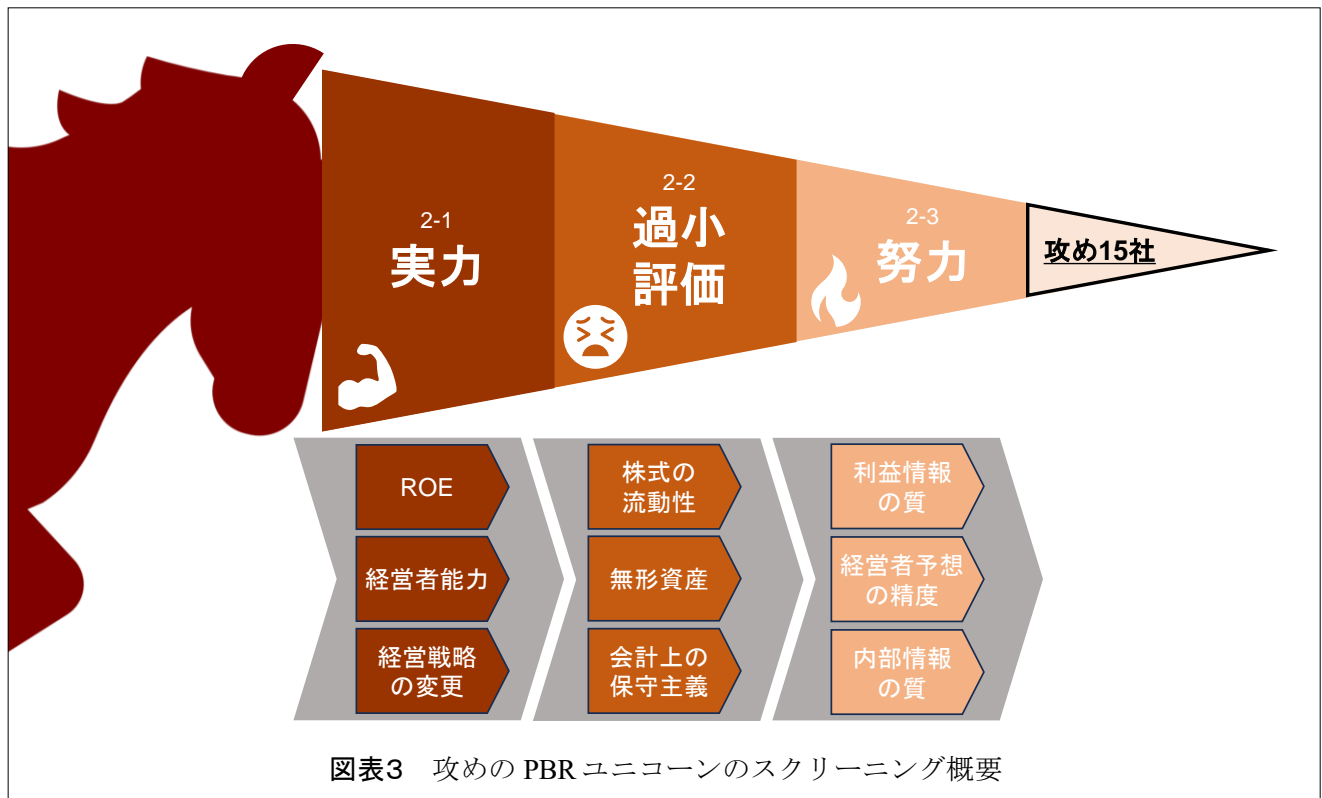 2-1
実力
2-2
過小
評価
2-3
努力
攻め15社
ROE
経営者能力
経営戦略
の変更
株式の
流動性
無形資産
会計上の
保守主義
利益情報
の質
経営者予想
の精度
内部情報
の質
図表3 攻めの PBR ユニコーンのスクリーニング概要